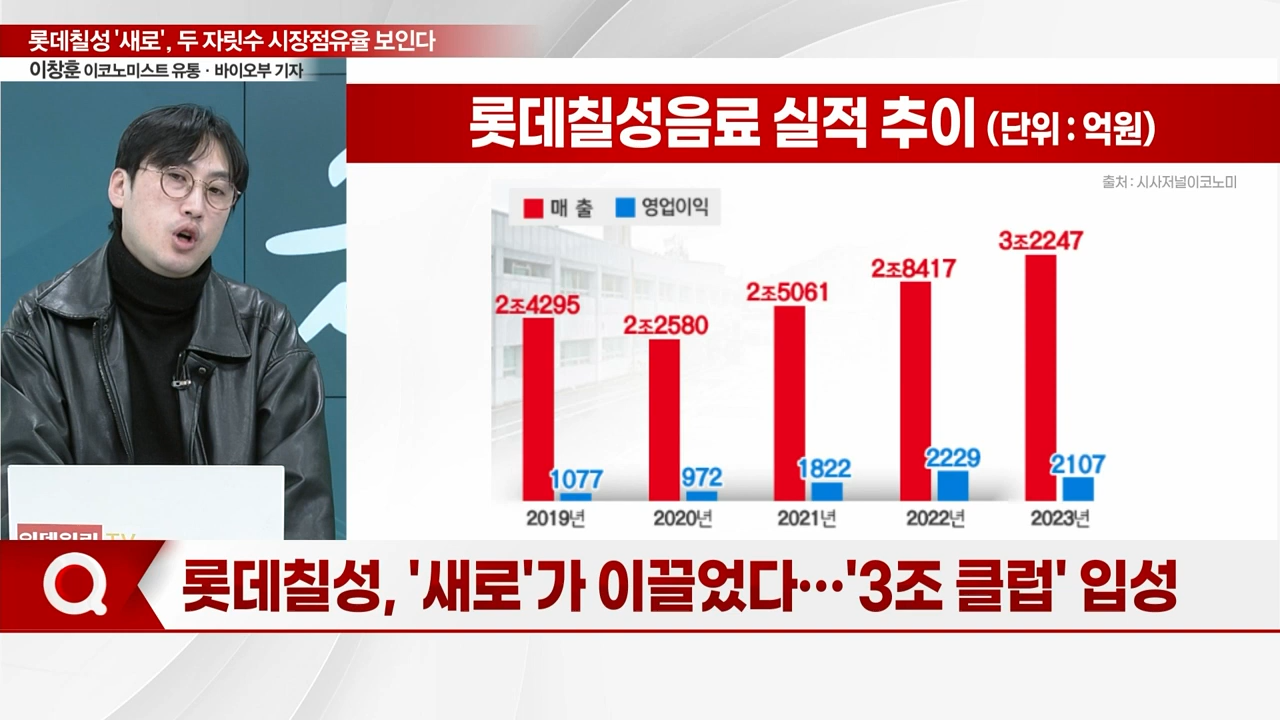 롯데칠성 '새로', 두 자릿수 시장점유율 보인다
이창훈 이코노미스트 유통·바이오부 기자
롯데칠성음료 실적 추이 (단위 : 억원)
출처 : 시사저널이코노미
매 출 영업이익
2조4295 2조2580 2조5061 2조8417 3조2247
1077 972 1822 2229 2107
2019년 2020년 2021년 2022년 2023년
이데일리 TV
롯데칠성, '새로'가 이끌었다…'3조 클럽' 입성